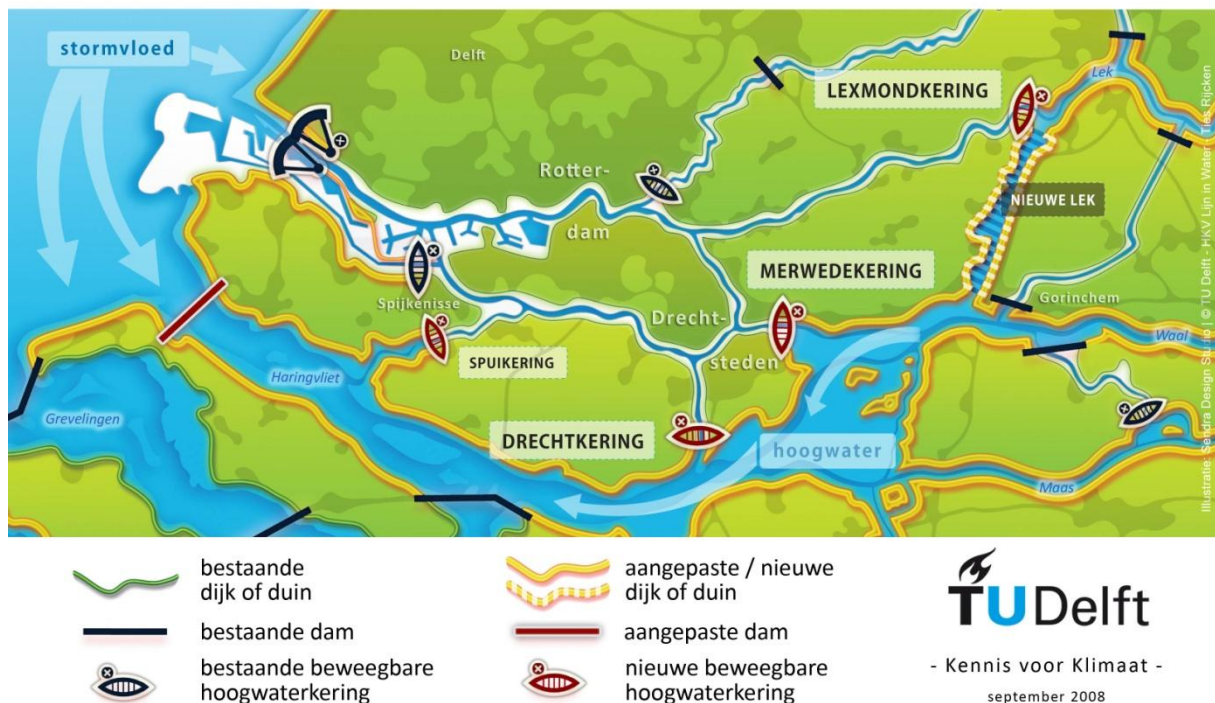 stormvloed
Delft
LEXMONDKERING
Lek
Rotter-
dam
NIEUWE LEK
MERWEDEKERING
Gorinchem
Spijkenisse
Drecht-
steden
Waal
SPUIKERING
Haringvliet
Grevelingen
DRECHTKERING
hoogwater
Maas
Illustratie: Sendra Design Studio | © TU Delft - HKV Lijn in Water - Ties Rijcken
bestaande
dijk of duin
aangepaste / nieuwe
dijk of duin
bestaande dam
aangepaste dam
bestaande beweegbare
hoogwaterkering
nieuwe beweegbare
hoogwaterkering
TUDelft
- Kennis voor Klimaat -
september 2008